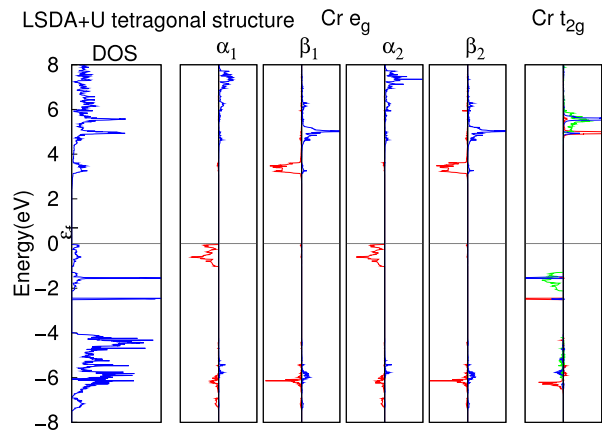 LSDA+U tetragonal structure Cr e_g Cr t_2g
DOS α_1 β_1 α_2 β_2
Energy(eV)
ε_f
8
6
4
2
0
-2
-4
-6
-8